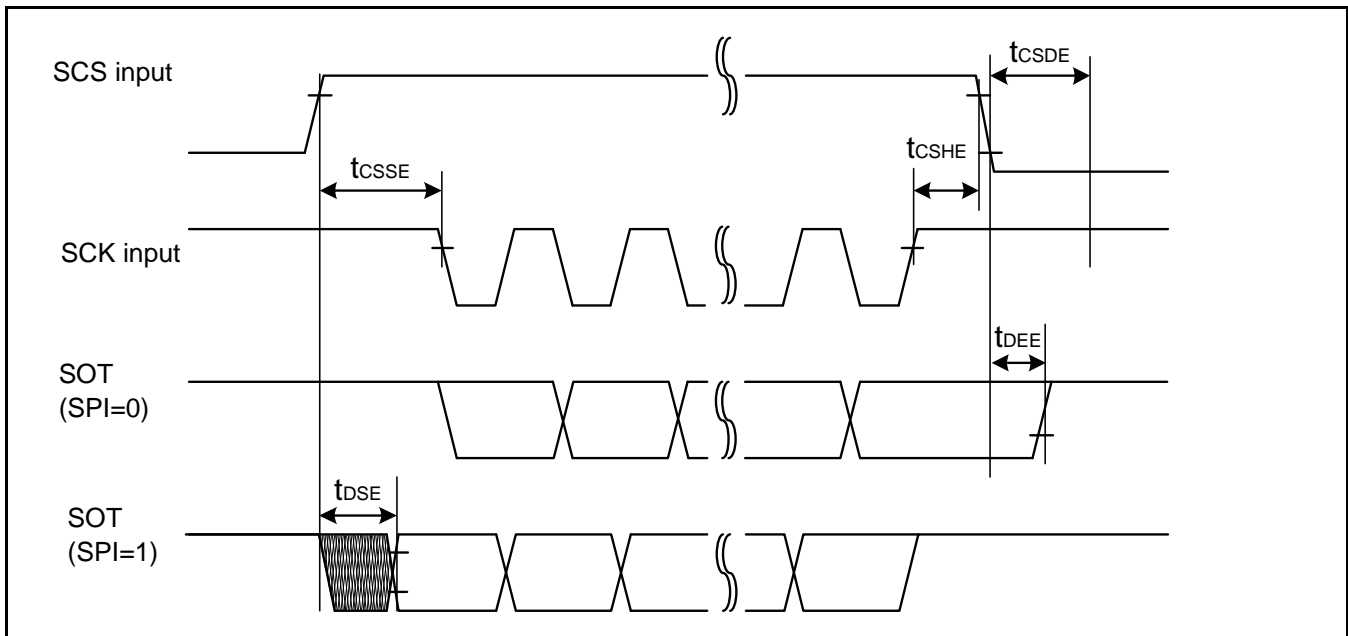 SCS input
tCSDE
tCSHE
tCSSE
SCK input
tDEE
SOT
(SPI=0)
tDSE
SOT
(SPI=1)